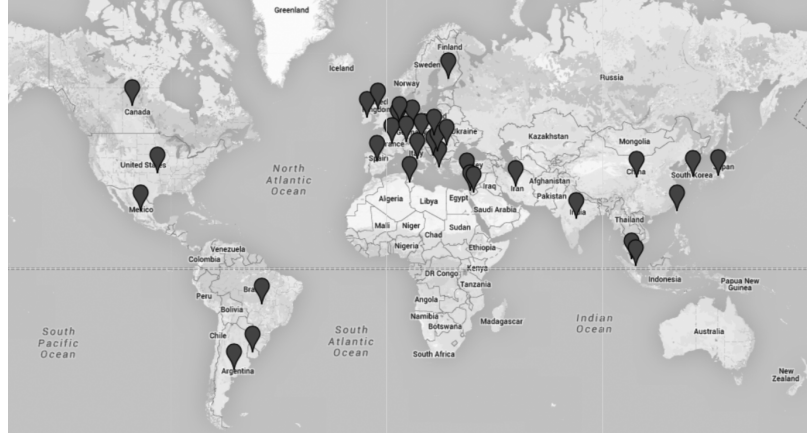 Greenland
Iceland
Finland
Sweden
Norway
Russia
Canada
United States
Mexico
North
Atlantic
Ocean
Spain
Ukraine
Kazakhstan
Mongolia
China
South Korea
Afghanistan
Iraq
Iran
Pakistan
Algeria
Libya
Egypt
Saudi Arabia
India
Thailand
Mali
Niger
Chad
Sudan
Nigeria
Ethiopia
Venezuela
Colombia
Kenya
DR Congo
Tanzania
Indonesia
Papua New
Guinea
Peru
Bra
Bolivia
Angola
Namibia
Botswana
Madagascar
South
Pacific
Ocean
Chile
South
Atlantic
Ocean
Indian
Ocean
Australia
South Africa
Argentina
New
Zealand